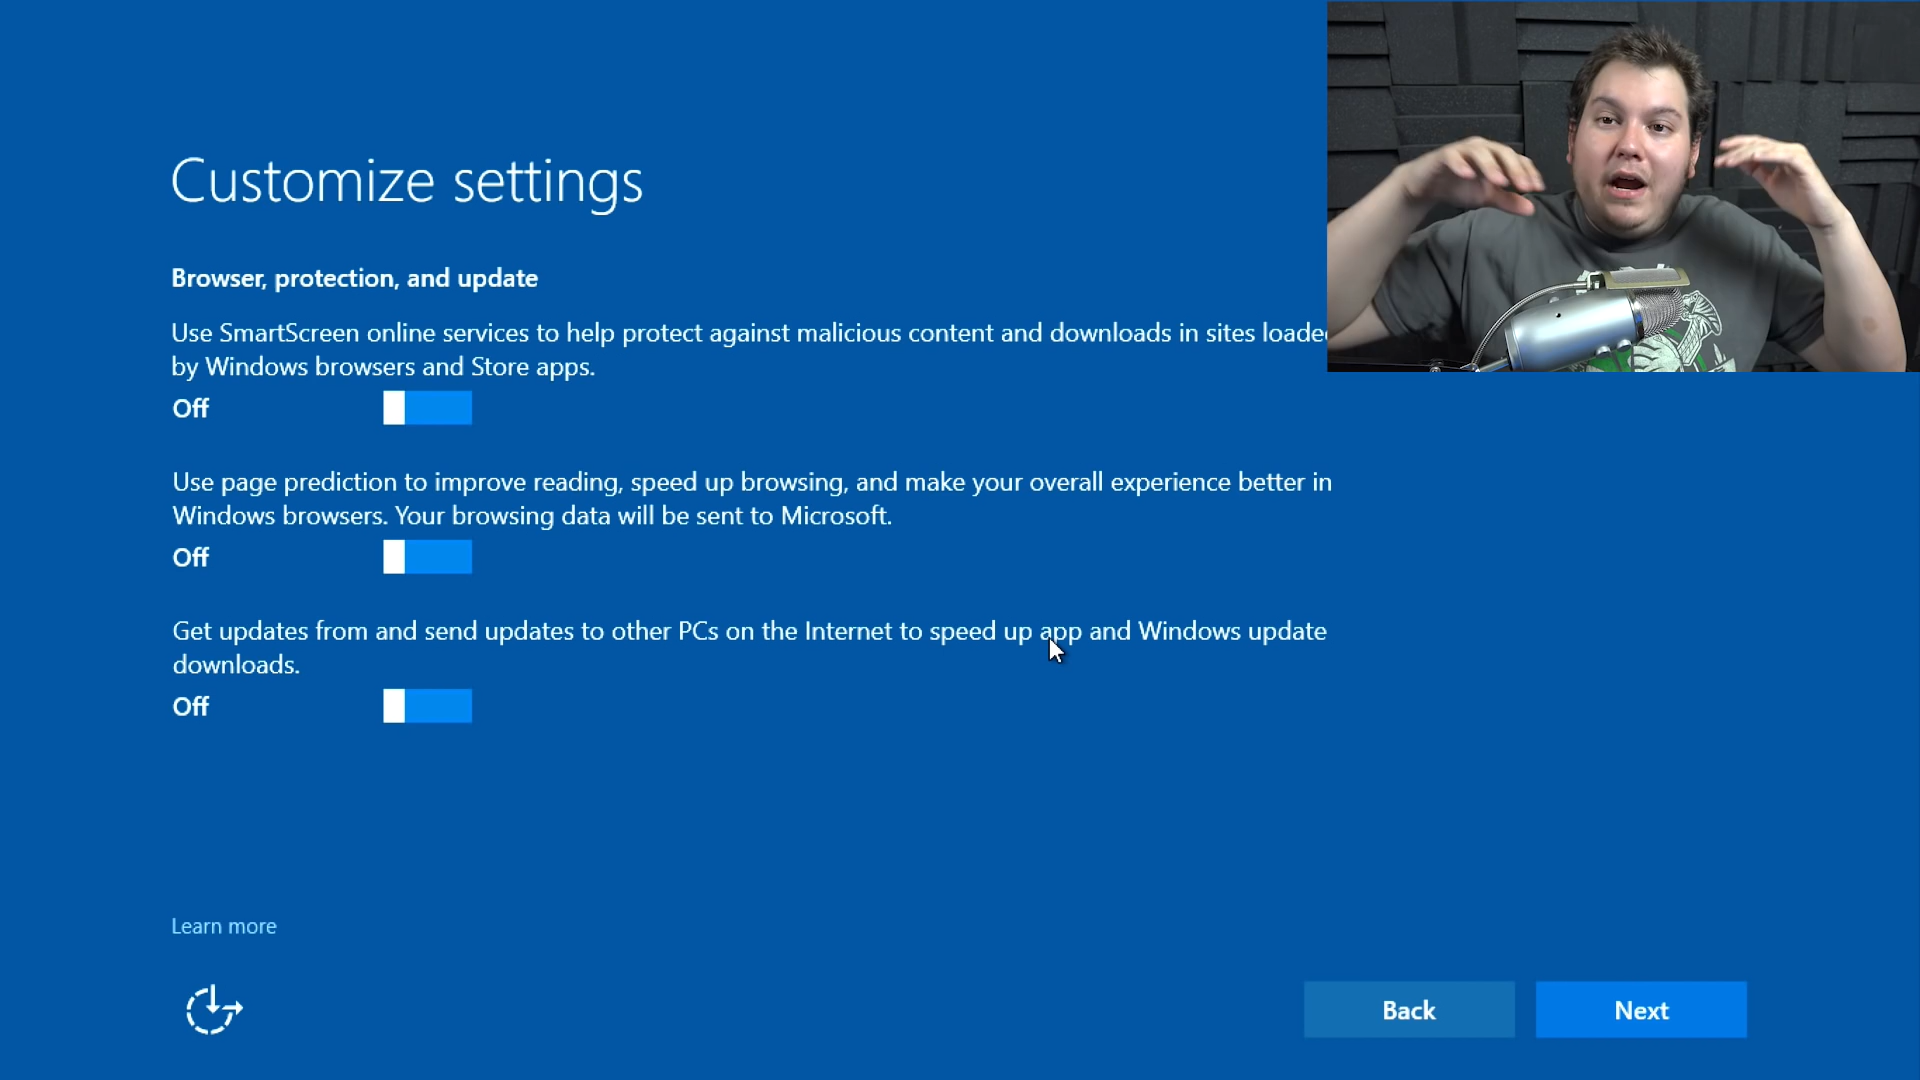 Customize settings
Browser, protection, and update
Use SmartScreen online services to help protect against malicious content and downloads in sites loade
by Windows browsers and Store apps.
Off
Use page prediction to improve reading, speed up browsing, and make your overall experience better in
Windows browsers. Your browsing data will be sent to Microsoft.
Off
Get updates from and send updates to other PCs on the Internet to speed up app and Windows update
downloads.
Off
Learn more
Back
Next